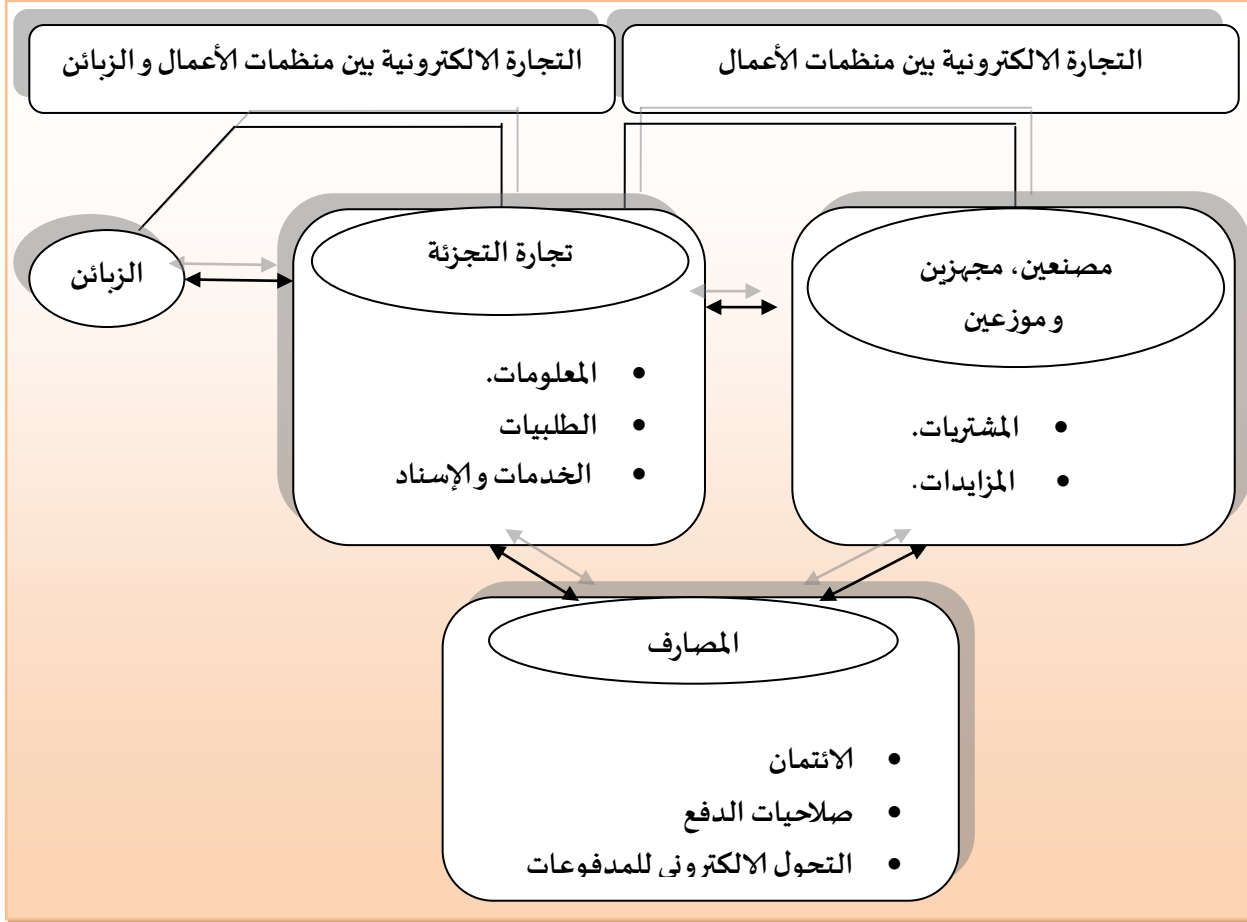 التجارة الالكترونية بين منظمات الأعمال
التجارة الالكترونية بين منظمات الأعمال و الزبائن
مصنعين، مجهزين
و موزعين
• المشتريات.
• المزايدات.
تجارة التجزئة
• المعلومات.
• الطلبيات
• الخدمات و الإسناد
الزبائن
المصارف
• الائتمان
• صلاحيات الدفع
• التحول الالكتروني للمدفوعات